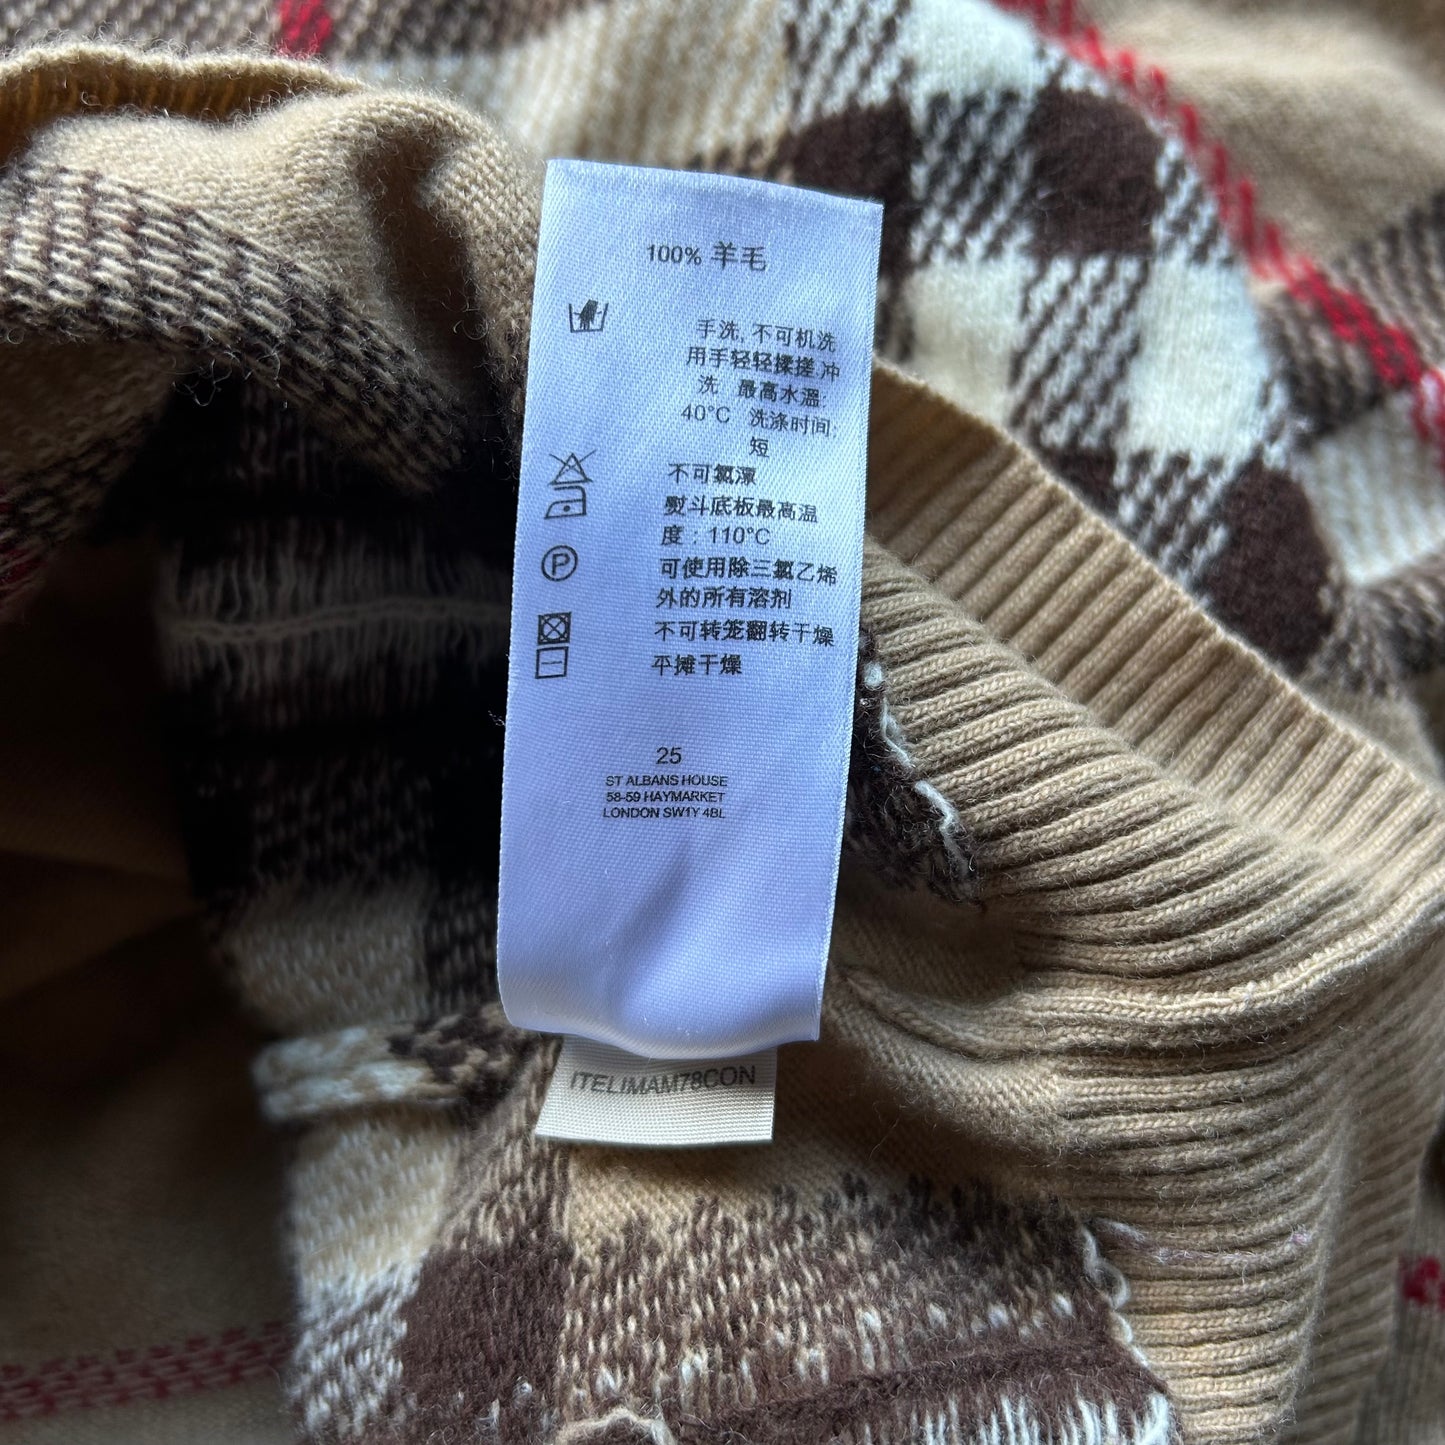 100% 羊毛
手洗, 不可机洗
用手轻轻揉搓,冲
洗 最高水温:
40°C 洗涤时间:
短
不可氯漂
熨斗底板最高温
度：110°C
P
可使用除三氯乙烯
外的所有溶剂
不可转笼翻转干燥
平摊干燥
25
ST ALBANS HOUSE
58-59 HAYMARKET
LONDON SW1Y 4BL
ITELIMAM78CON